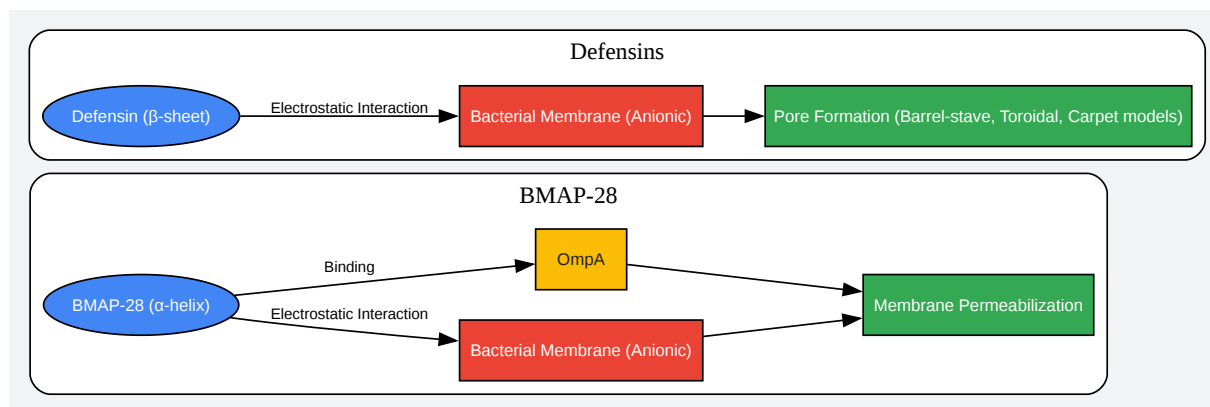 Defensins
Defensin (β-sheet)
Electrostatic Interaction
Bacterial Membrane (Anionic)
Pore Formation (Barrel-stave, Toroidal, Carpet models)
BMAP-28
BMAP-28 (α-helix)
Binding
OmpA
Electrostatic Interaction
Bacterial Membrane (Anionic)
Membrane Permeabilization